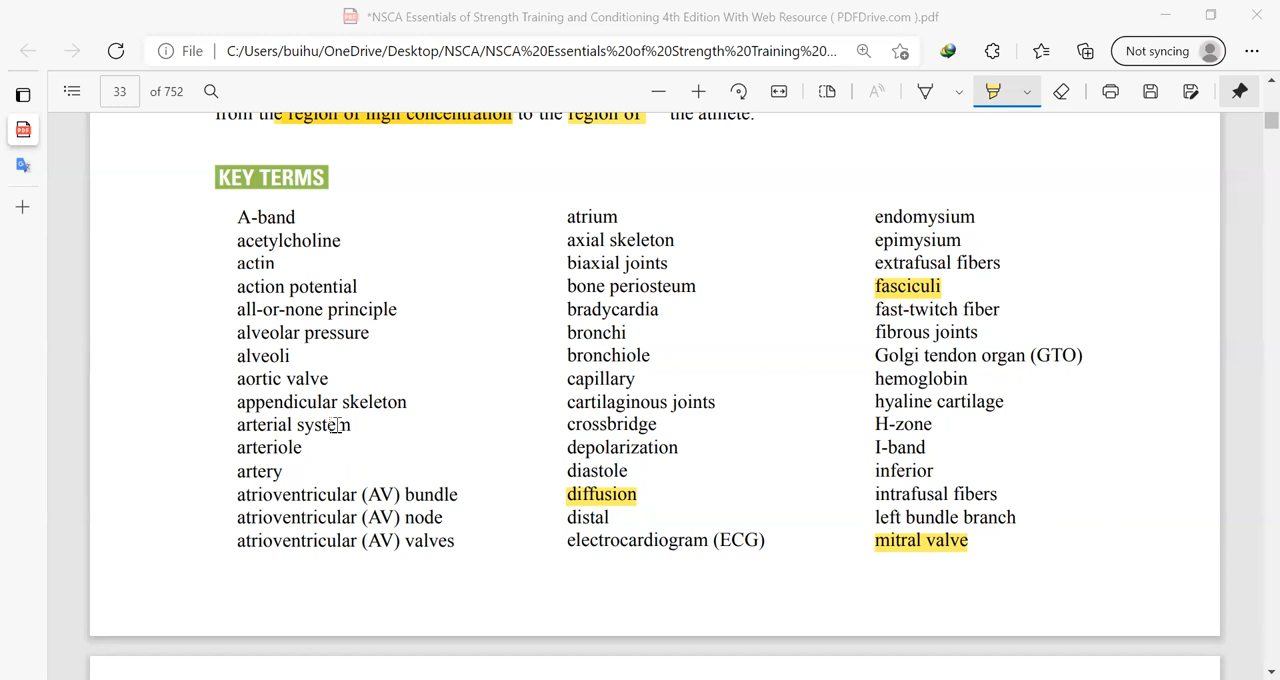 *NSCA Essentials of Strength Training and Conditioning 4th Edition With Web Resource ( PDFDrive.com ).pdf
File
C:/Users/buihu/OneDrive/Desktop/NSCA/NSCA%20Essentials%20of%20Strength%20Training%20...
Not syncing
33 of 752
from the region of high concentration to the region of the athlete.
KEY TERMS
A-band
acetylcholine
actin
action potential
all-or-none principle
alveolar pressure
alveoli
aortic valve
appendicular skeleton
arterial system
arteriole
artery
atrioventricular (AV) bundle
atrioventricular (AV) node
atrioventricular (AV) valves
atrium
axial skeleton
biaxial joints
bone periosteum
bradycardia
bronchi
bronchiole
capillary
cartilaginous joints
crossbridge
depolarization
diastole
diffusion
distal
electrocardiogram (ECG)
endomysium
epimysium
extrafusal fibers
fasciculi
fast-twitch fiber
fibrous joints
Golgi tendon organ (GTO)
hemoglobin
hyaline cartilage
H-zone
I-band
inferior
intrafusal fibers
left bundle branch
mitral valve